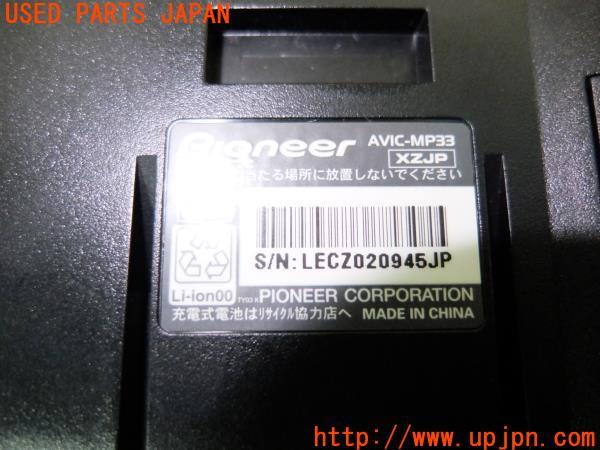 USED PARTS JAPAN
Pioneer AVIC-MP33
XZJP
たる場所に放置しないでください
S/N: LECZ020945JP
Li-ion00
PIONEER CORPORATION
充電式電池はリサイクル協力店へ MADE IN CHINA
UPJ
http://www.upjpn.com